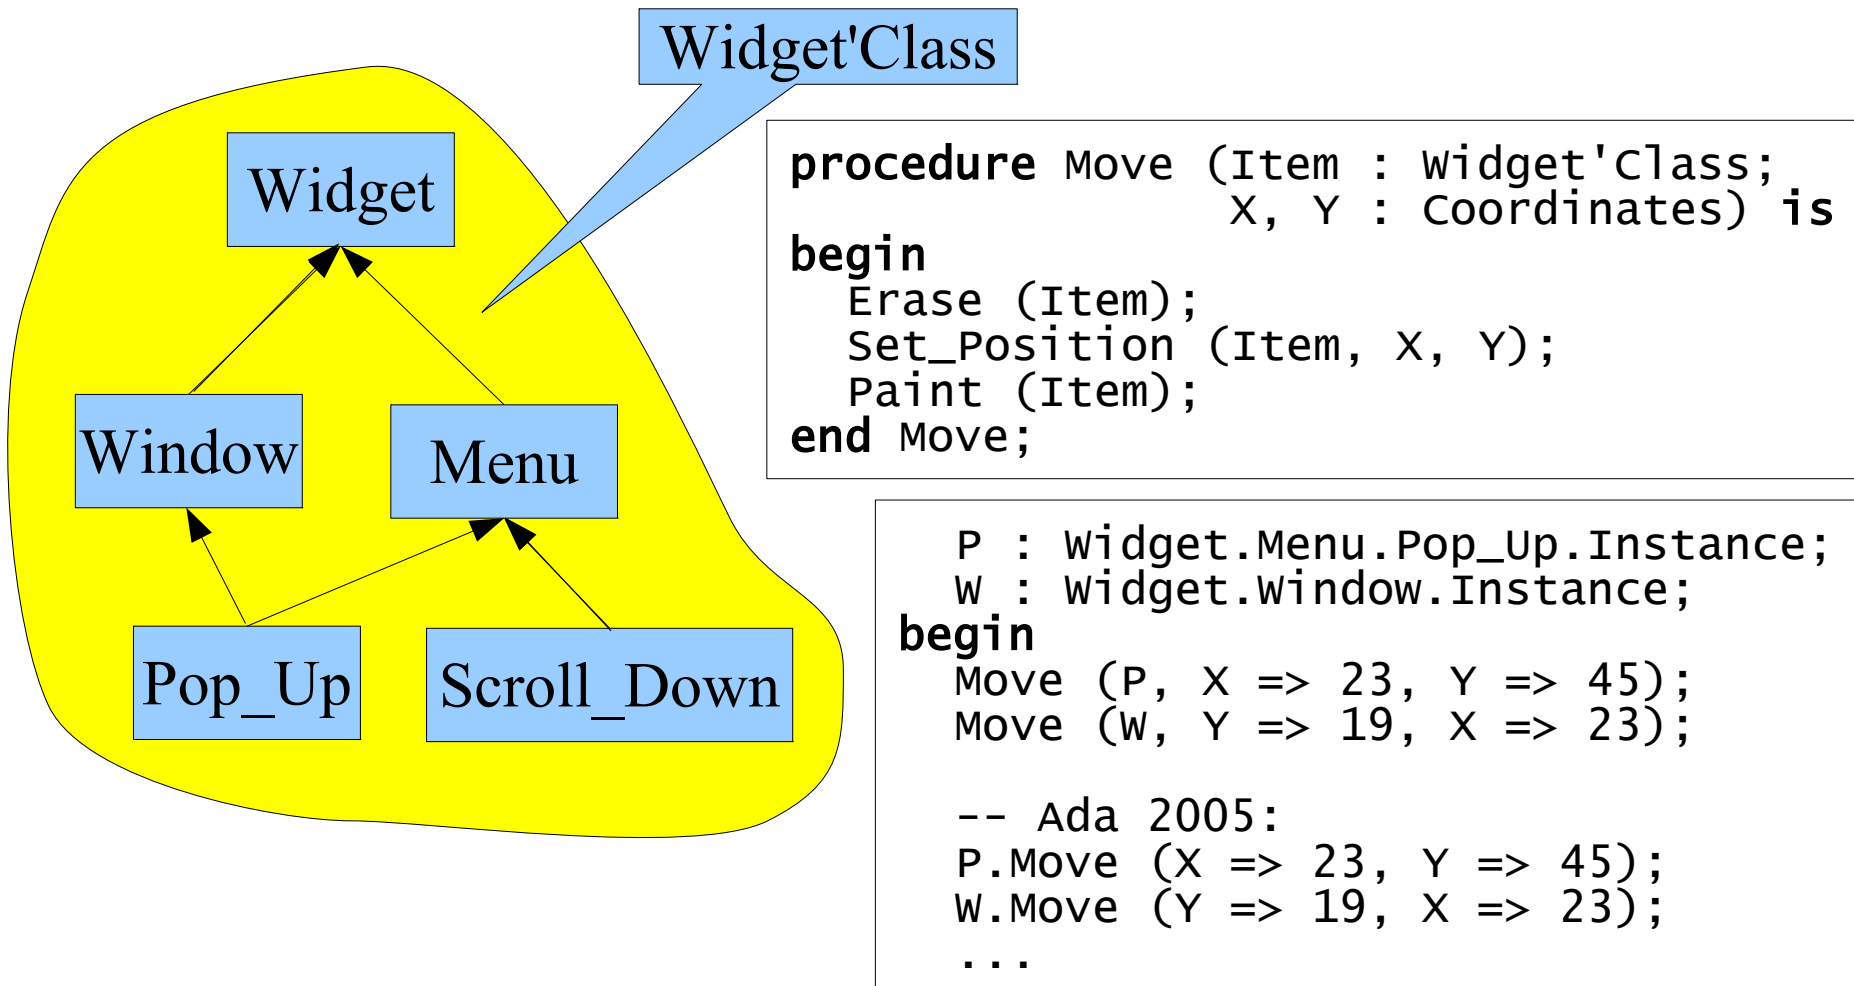 Widget'Class
Widget
Window
Menu
Pop_Up
Scroll_Down
procedure Move (Item : Widget'Class;
X, Y : Coordinates) is
begin
Erase (Item);
Set_Position (Item, X, Y);
Paint (Item);
end Move;
P : Widget.Menu.Pop_Up.Instance;
W : Widget.Window.Instance;
begin
Move (P, X => 23, Y => 45);
Move (W, Y => 19, X => 23);
-- Ada 2005:
P.Move (X => 23, Y => 45);
W.Move (Y => 19, X => 23);
...